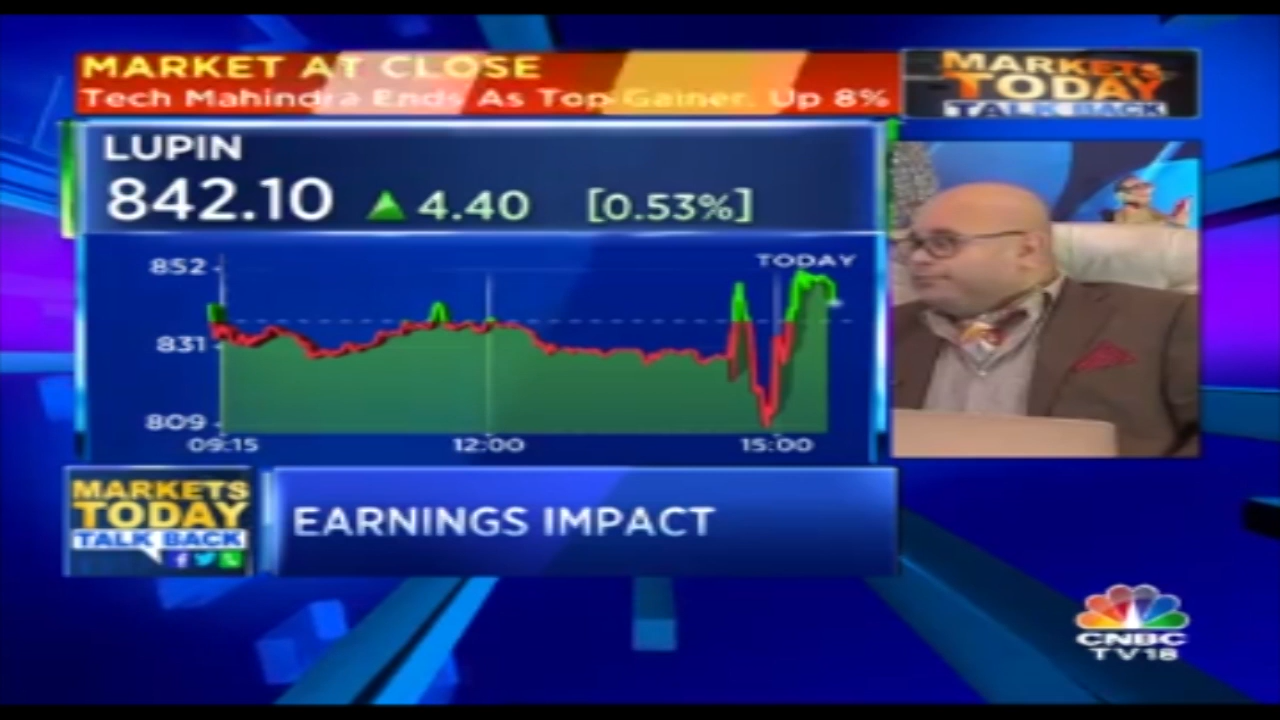 MARKET AT CLOSE
Tech Mahindra Ends As Top Gainer, Up 8%
MARKETS
TODAY
TALK BACK
LUPIN
842.10 ▲ 4.40 [0.53%]
TODAY
852
831
809
09:15 12:00 15:00
MARKETS
TODAY
TALK BACK
EARNINGS IMPACT
CNBC
TV18